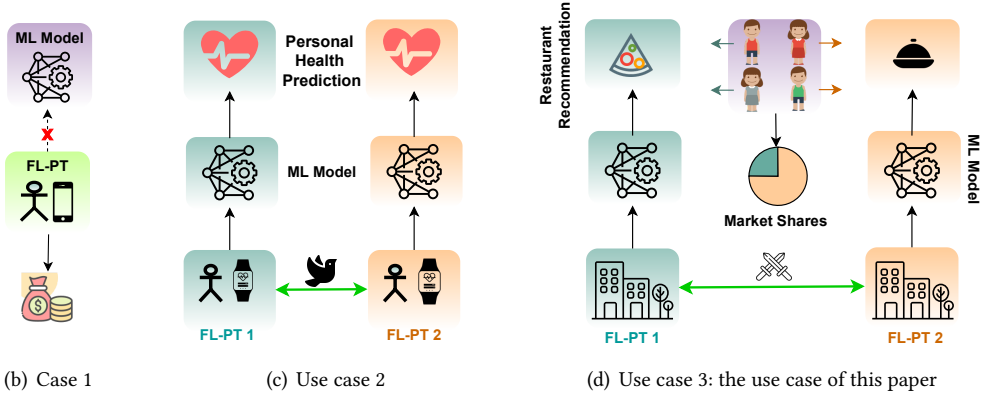 ML Model
X
FL-PT
$
(b) Case 1
Personal
Health
Prediction
ML Model
FL-PT 1
FL-PT 2
(c) Use case 2
Restaurant
Recommendation
Market Shares
ML Model
FL-PT 1
FL-PT 2
(d) Use case 3: the use case of this paper